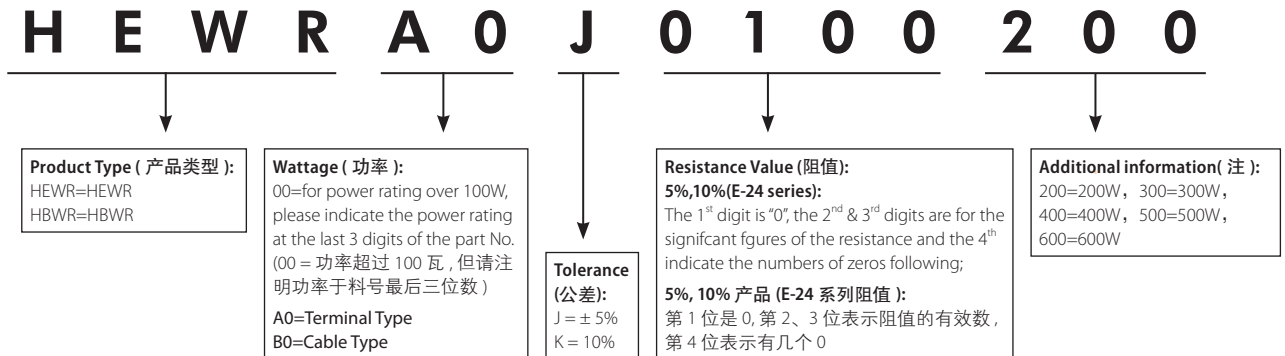 H E W R A 0 J 0 1 0 0 2 0 0
Product Type ( 产品类型 ):
HEWR=HEWR
HBWR=HBWR
Wattage ( 功率 ):
00=for power rating over 100W,
please indicate the power rating
at the last 3 digits of the part No.
(00 = 功率超过 100 瓦 , 但请注
明功率于料号最后三位数 )
A0=Terminal Type
B0=Cable Type
Tolerance
(公差):
J = ± 5%
K = 10%
Resistance Value (阻值):
5%,10%(E-24 series):
The 1st digit is "0", the 2nd & 3rd digits are for the
signifcant fgures of the resistance and the 4th
indicate the numbers of zeros following;
5%, 10% 产品 (E-24 系列阻值 ):
第 1 位是 0, 第 2、3 位表示阻值的有效数 ,
第 4 位表示有几个 0
Additional information( 注 ):
200=200W，300=300W，
400=400W，500=500W，
600=600W